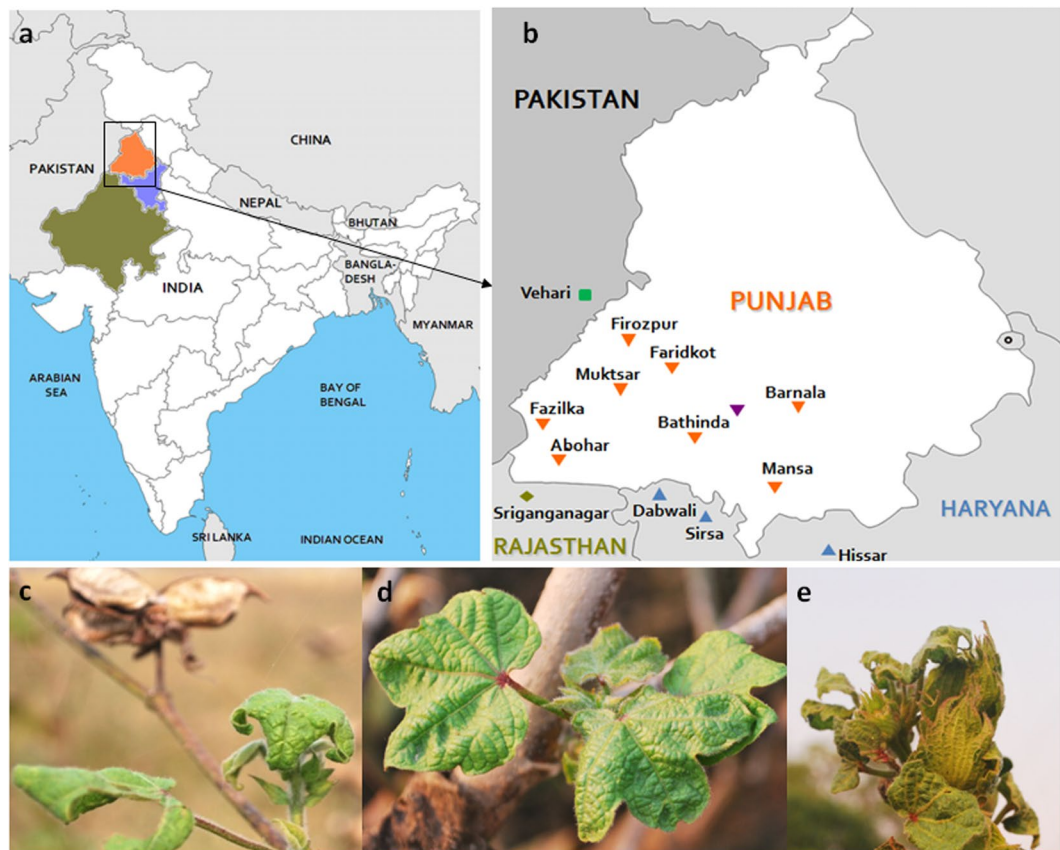 a
CHINA
PAKISTAN
NEPAL
BHUTAN
BANGLA-
DESH
INDIA
MYANMAR
ARABIAN
SEA
BAY OF
BENGAL
SRI LANKA
INDIAN OCEAN
b
PAKISTAN
Vehari
PUNJAB
Firozpur
Faridkot
Muktsar
Barnala
Fazilka
Bathinda
Abohar
Mansa
Sriganganagar
Dabwali
HARYANA
Sirsa
RAJASTHAN
Hissar
c
d
e